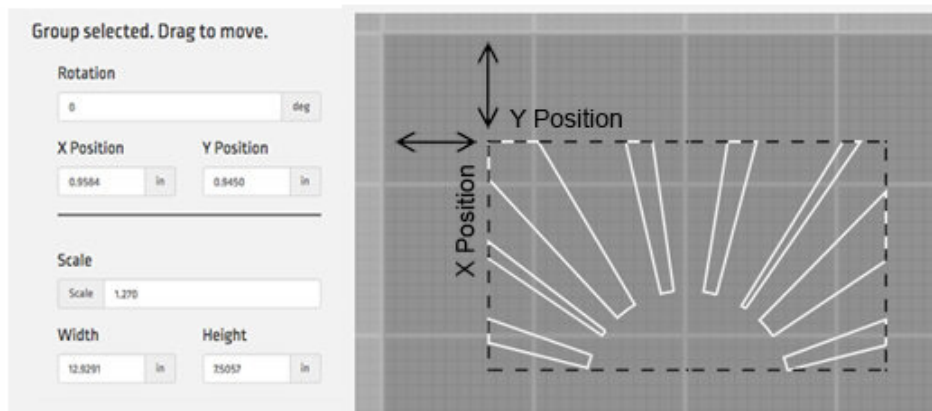 Group selected. Drag to move.
Rotation
0 deg
X Position Y Position
0.9584 in 0.9450 in
Scale
Scale 1.270
Width Height
12.9291 in 7.5057 in
Y Position
X Position